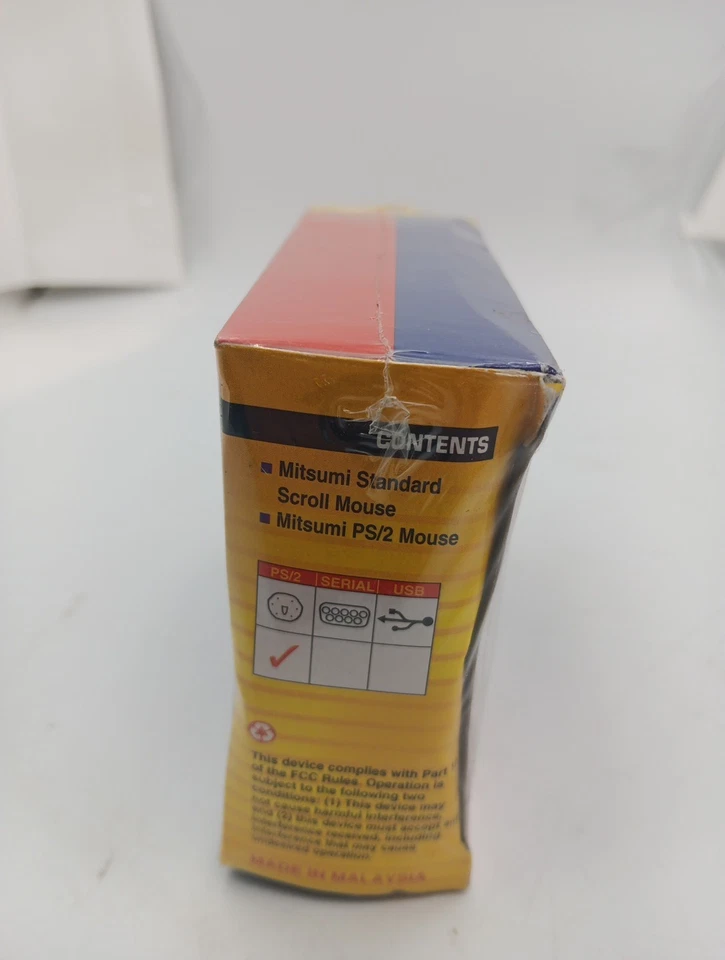 CONTENTS
Mitsumi Standard
Scroll Mouse
Mitsumi PS/2 Mouse
PS/2 SERIAL USB
This device complies with Part
of the FCC Rules. Operation is
subject to the following two
conditions: (1) This device may
not cause harmful interference,
and (2) this device must accept
interference received, including
interference that may cause
undesired operation.
MADE IN MALAYSIA